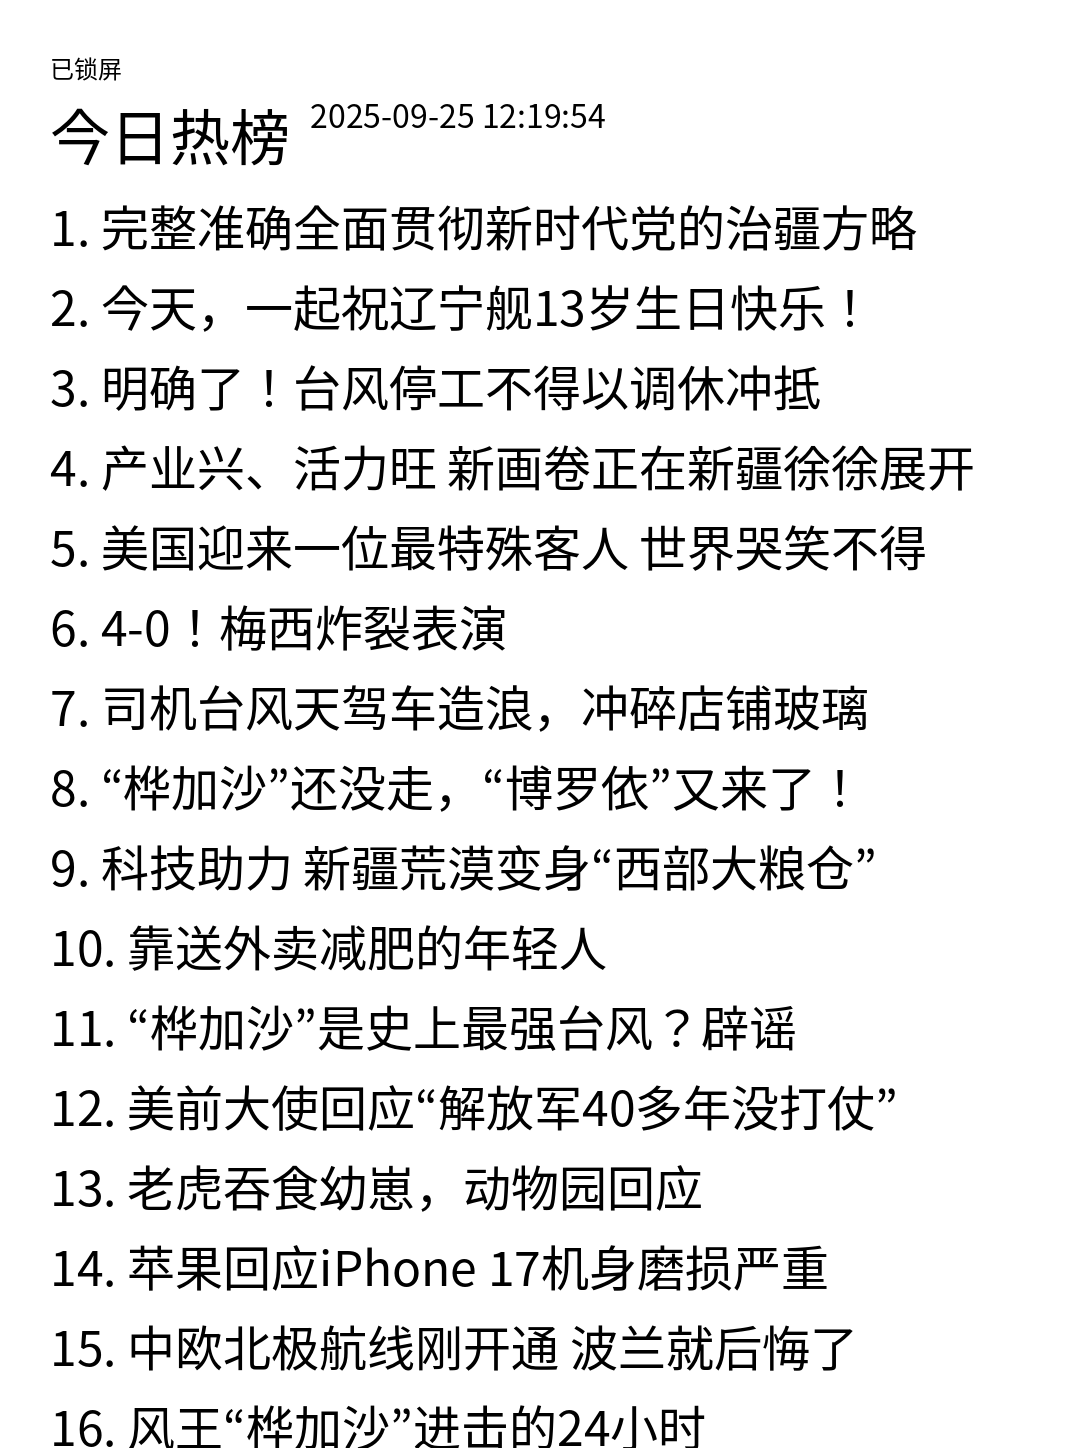 已锁屏
今日热榜 2025-09-25 12:19:54
1. 完整准确全面贯彻新时代党的治疆方略
2. 今天，一起祝辽宁舰13岁生日快乐！
3. 明确了！台风停工不得以调休冲抵
4. 产业兴、活力旺 新画卷正在新疆徐徐展开
5. 美国迎来一位最特殊客人 世界哭笑不得
6. 4-0！梅西炸裂表演
7. 司机台风天驾车造浪，冲碎店铺玻璃
8. “桦加沙”还没走，“博罗依”又来了！
9. 科技助力 新疆荒漠变身“西部大粮仓”
10. 靠送外卖减肥的年轻人
11. “桦加沙”是史上最强台风？辟谣
12. 美前大使回应“解放军40多年没打仗”
13. 老虎吞食幼崽，动物园回应
14. 苹果回应iPhone 17机身磨损严重
15. 中欧北极航线刚开通 波兰就后悔了
16. 风王“桦加沙”进击的24小时